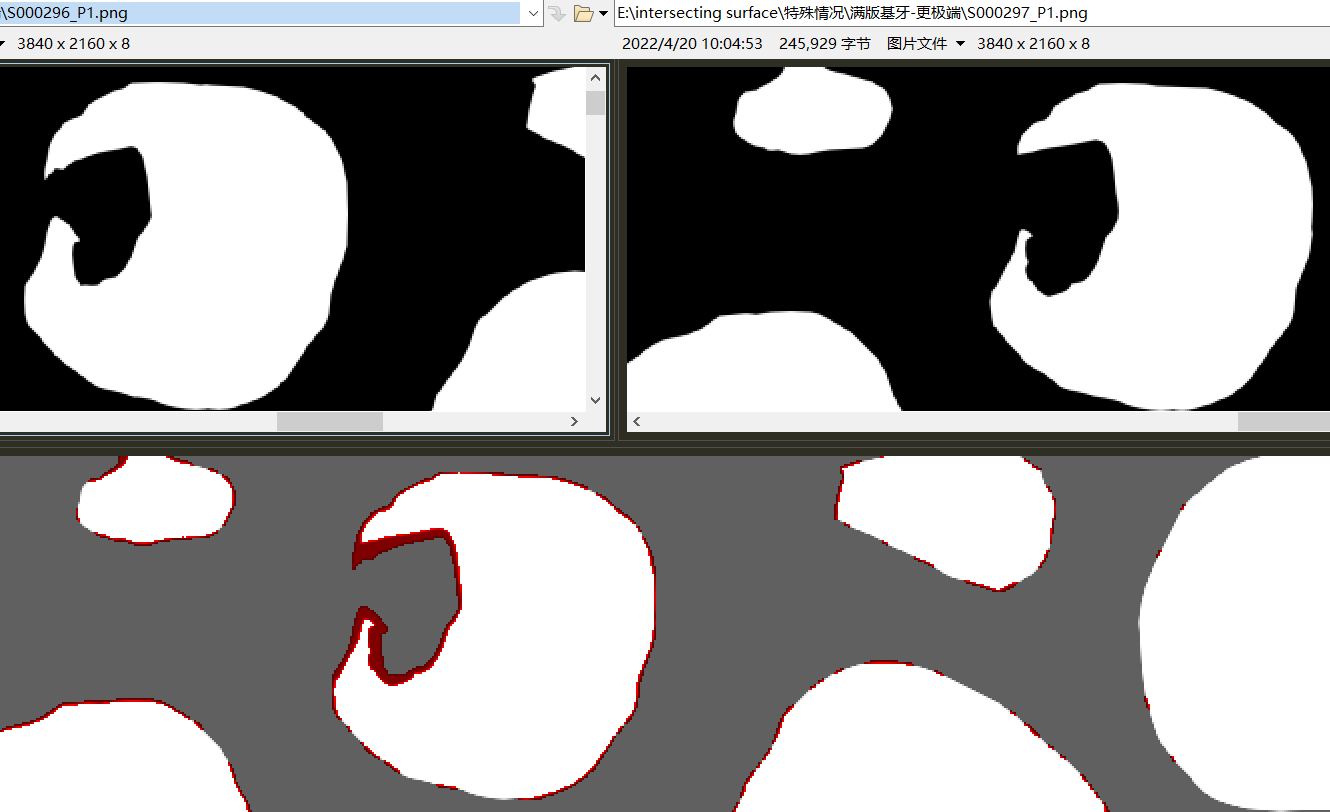 \S000296_P1.png
E:\intersecting surface\特殊情况\满版基牙-更极端\S000297_P1.png
3840 x 2160 x 8
2022/4/20 10:04:53 245,929 字节 图片文件 3840 x 2160 x 8